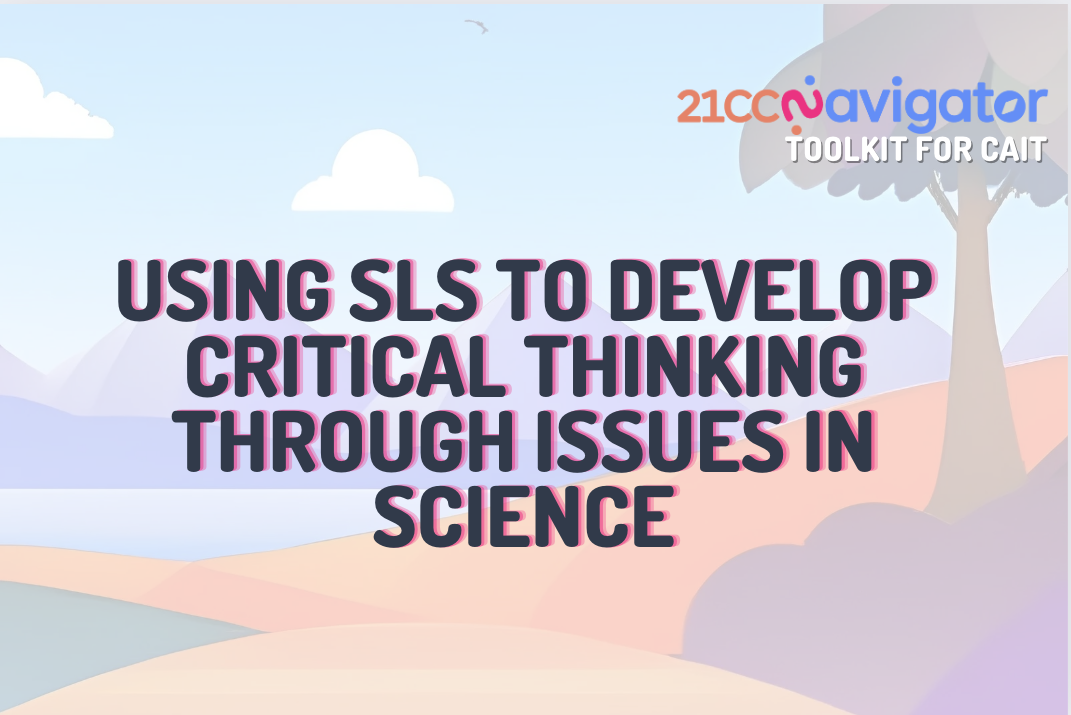 21CC Navigator
TOOLKIT FOR CAIT
USING SLS TO DEVELOP
CRITICAL THINKING
THROUGH ISSUES IN
SCIENCE